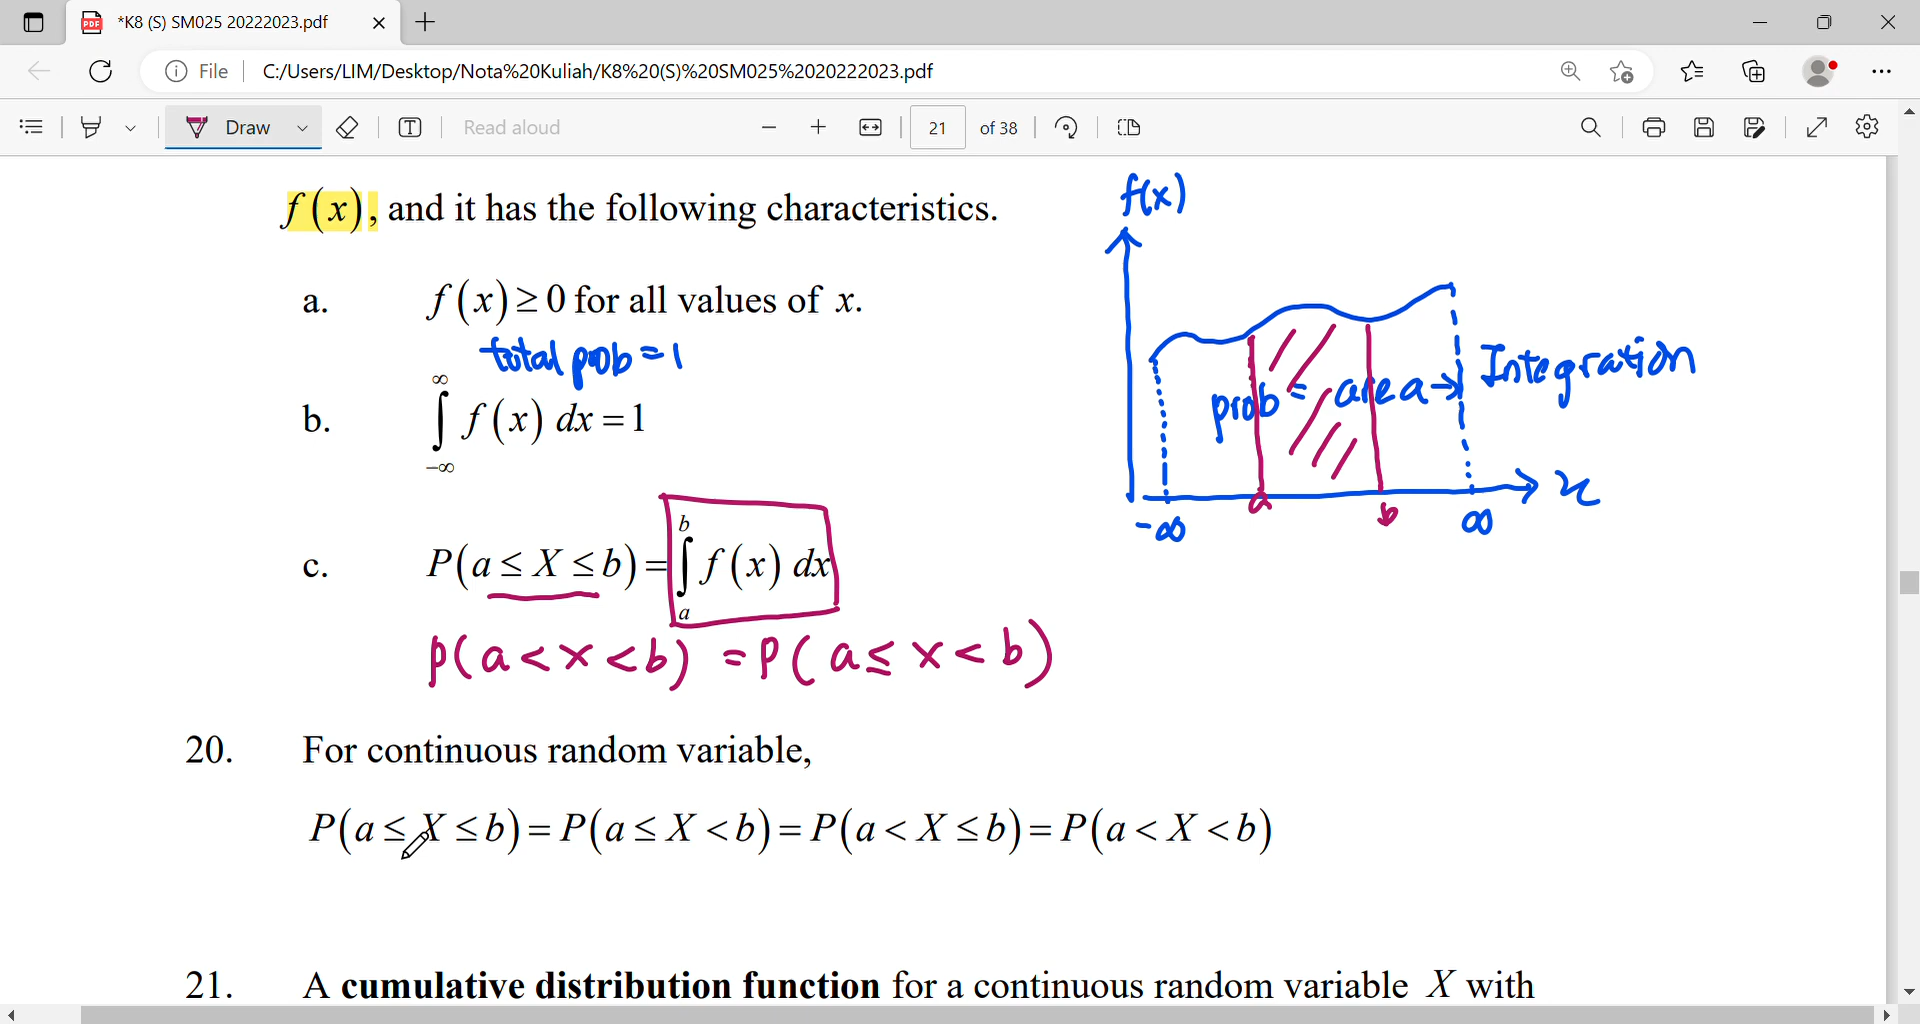 *K8 (S) SM025 20222023.pdf
File C:/Users/LIM/Desktop/Nota%20Kuliah/K8%20(S)%20SM025%2020222023.pdf
Draw Read aloud 21 of 38
f(x), and it has the following characteristics.
a. f(x) ≥ 0 for all values of x.
total prob = 1
b. ∫_{-∞}^{∞} f(x) dx = 1
c. P(a ≤ X ≤ b) = ∫_a^b f(x) dx
P(a < x < b) = P(a ≤ x < b)
f(x)
prob = area → Integration
-∞ a b ∞ x
20. For continuous random variable,
P(a ≤ X ≤ b) = P(a ≤ X < b) = P(a < X ≤ b) = P(a < X < b)
21. A cumulative distribution function for a continuous random variable X with